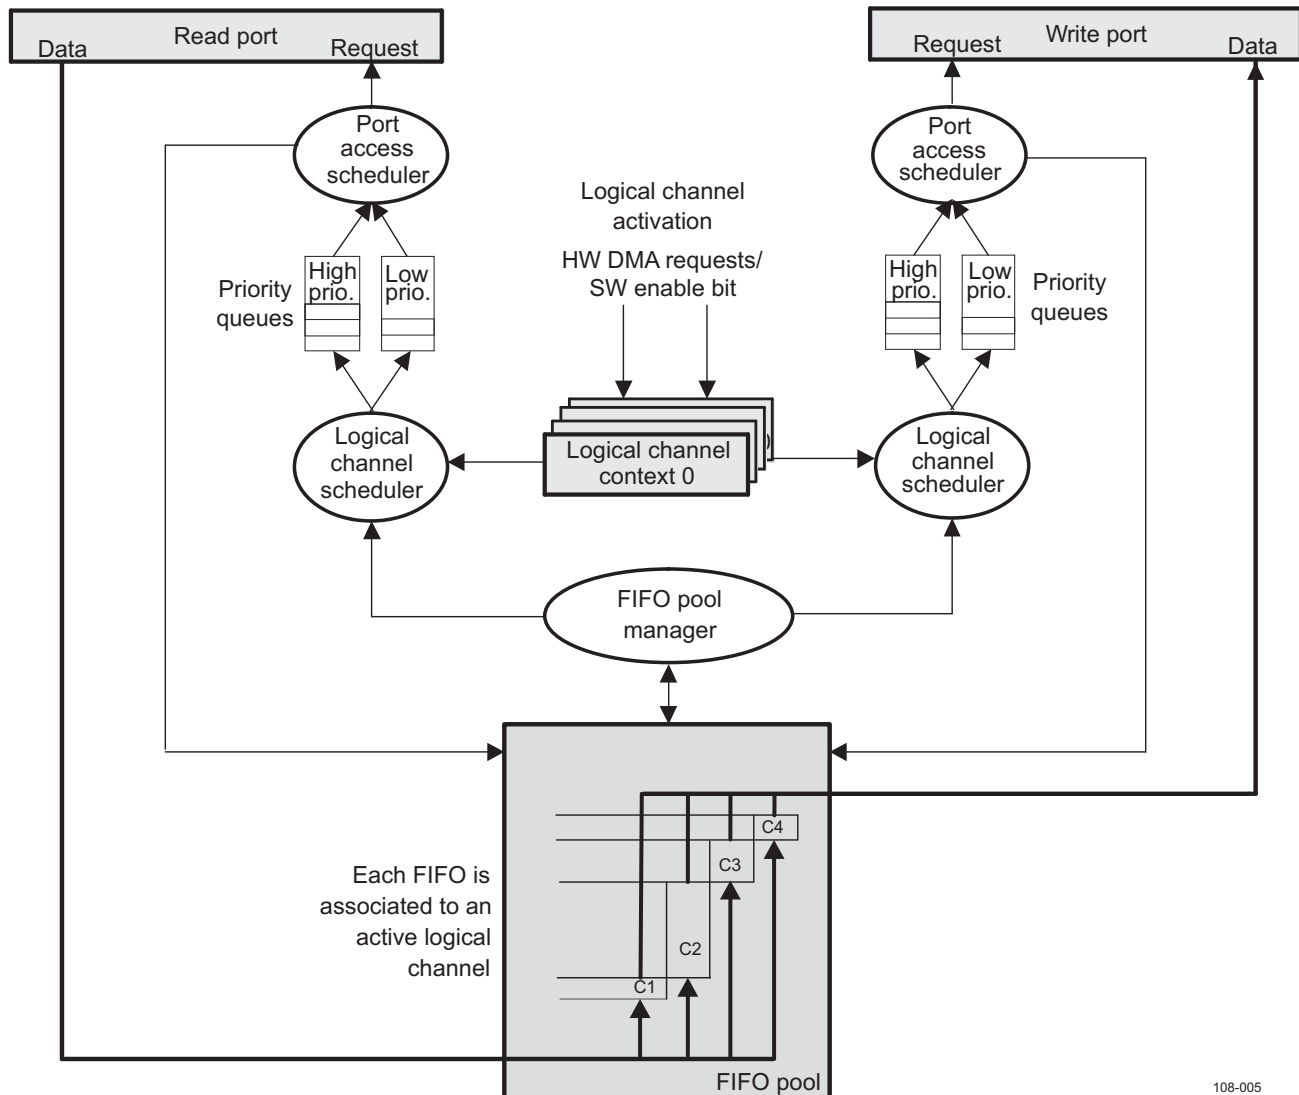 Read port
Data
Request
Write port
Request
Data
Port
access
scheduler
Port
access
scheduler
Logical channel
activation
HW DMA requests/
SW enable bit
Priority
queues
High
prio.
Low
prio.
High
prio.
Low
prio.
Priority
queues
Logical
channel
scheduler
Logical channel
context 0
Logical
channel
scheduler
FIFO pool
manager
Each FIFO is
associated to an
active logical
channel
C4
C3
C2
C1
FIFO pool
108-005